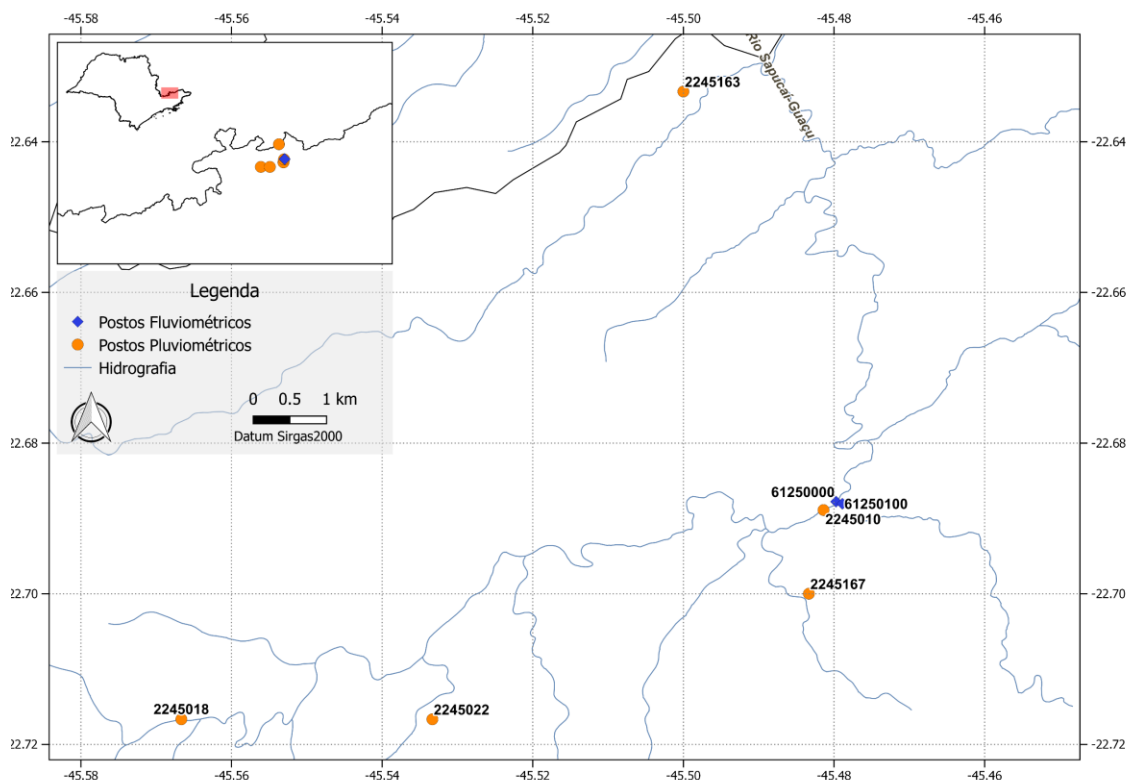 -45.58 -45.56 -45.54 -45.52 -45.50 -45.48 -45.46
Rio Sapucaí-Guaçu
2245163
22.64 -22.64
22.66 -22.66
Legenda
Postos Fluviométricos
Postos Pluviométricos
Hidrografia
0 0.5 1 km
Datum Sirgas2000
22.68 -22.68
61250000
61250100
2245010
2245167
22.70 -22.70
2245018
2245022
22.72 -22.72
-45.58 -45.56 -45.54 -45.52 -45.50 -45.48 -45.46